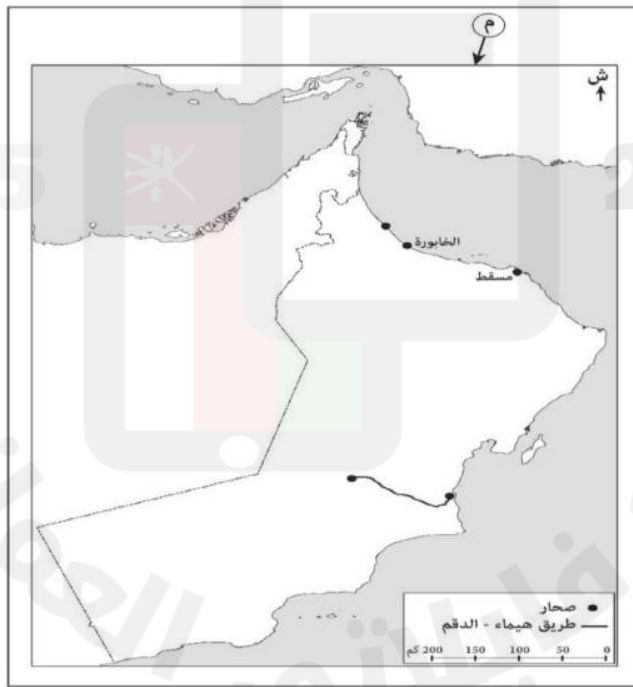 م
ش
الخابورة
مسقط
صحار
طريق هيماء - الدقم
0 50 100 150 200 كم